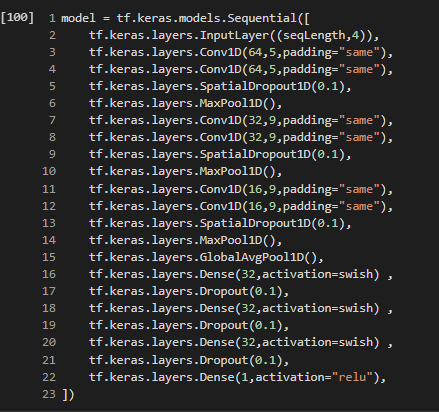 [100] 1 model = tf.keras.models.Sequential([
2     tf.keras.layers.InputLayer((seqLength,4)),
3     tf.keras.layers.Conv1D(64,5,padding="same"),
4     tf.keras.layers.Conv1D(64,5,padding="same"),
5     tf.keras.layers.SpatialDropout1D(0.1),
6     tf.keras.layers.MaxPool1D(),
7     tf.keras.layers.Conv1D(32,9,padding="same"),
8     tf.keras.layers.Conv1D(32,9,padding="same"),
9     tf.keras.layers.SpatialDropout1D(0.1),
10     tf.keras.layers.MaxPool1D(),
11     tf.keras.layers.Conv1D(16,9,padding="same"),
12     tf.keras.layers.Conv1D(16,9,padding="same"),
13     tf.keras.layers.SpatialDropout1D(0.1),
14     tf.keras.layers.MaxPool1D(),
15     tf.keras.layers.GlobalAvgPool1D(),
16     tf.keras.layers.Dense(32,activation=swish) ,
17     tf.keras.layers.Dropout(0.1),
18     tf.keras.layers.Dense(32,activation=swish) ,
19     tf.keras.layers.Dropout(0.1),
20     tf.keras.layers.Dense(32,activation=swish) ,
21     tf.keras.layers.Dropout(0.1),
22     tf.keras.layers.Dense(1,activation="relu"),
23 ])